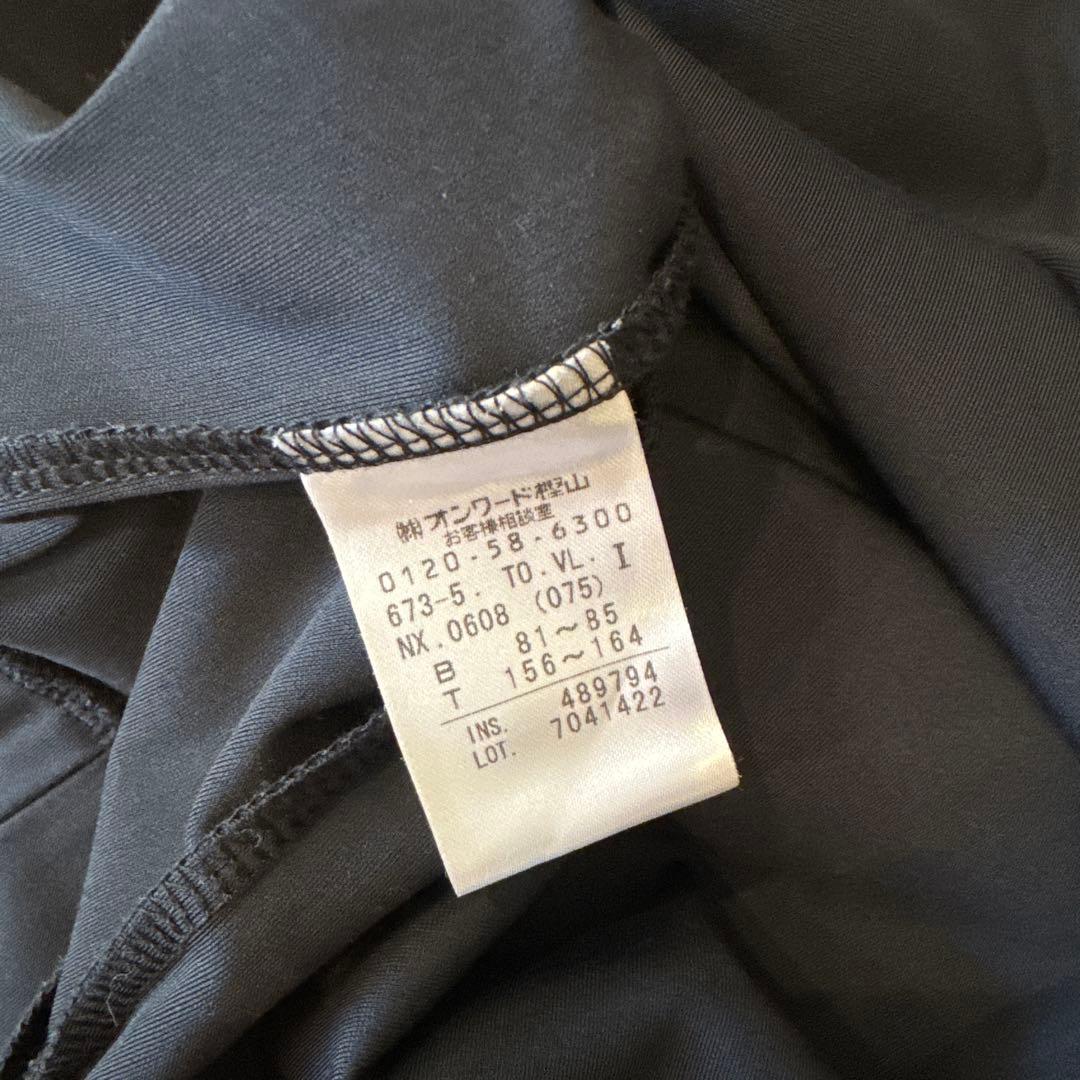 ㈱オンワード樫山
お客様相談室
0120-58-6300
673-5. TO.VL. I
NX.0608 (075)
B 81～85
T 156～164
INS. 489794
LOT. 7041422